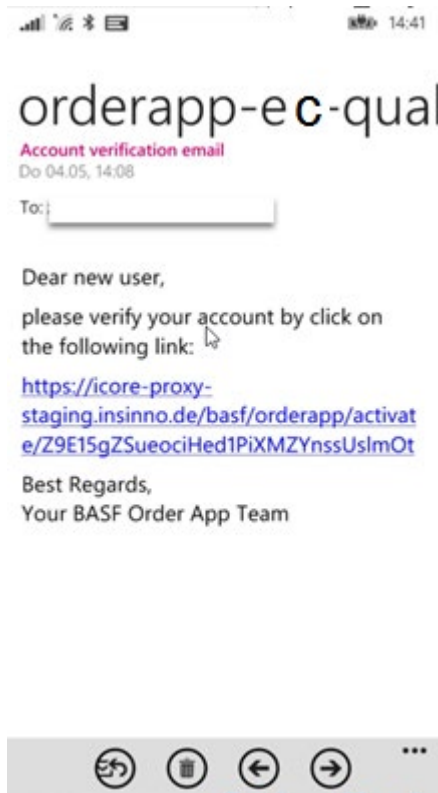 14:41
orderapp-ec-qual
Account verification email
Do 04.05, 14:08
To:
Dear new user,
please verify your account by click on
the following link:
https://icore-proxy-
staging.insinno.de/basf/orderapp/activat
e/Z9E15gZSueociHed1PiXMZYnssUslmOt
Best Regards,
Your BASF Order App Team